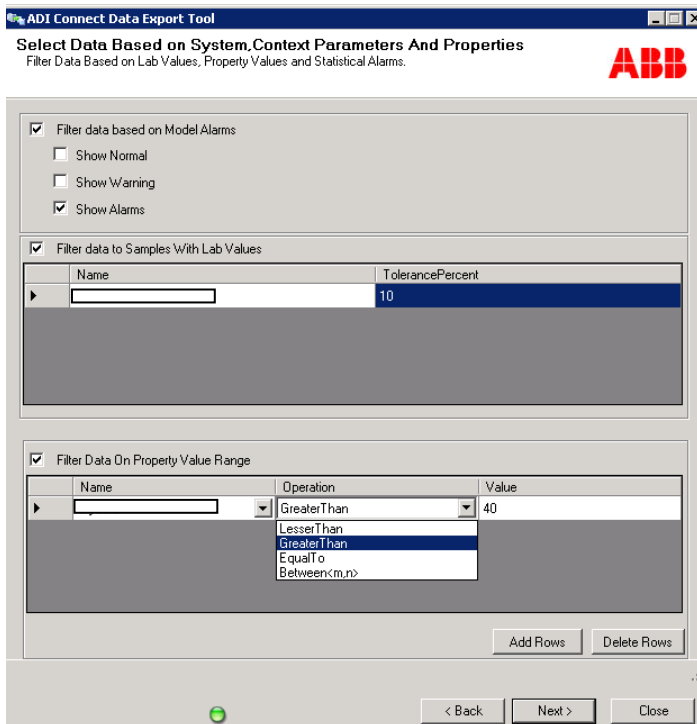 ADI Connect Data Export Tool
Select Data Based on System,Context Parameters And Properties
Filter Data Based on Lab Values, Property Values and Statistical Alarms.
ABB
Filter data based on Model Alarms
Show Normal
Show Warning
Show Alarms
Filter data to Samples With Lab Values
Name TolerancePercent
10
Filter Data On Property Value Range
Name Operation Value
GreaterThan 40
LesserThan
GreaterThan
EqualTo
Between<m,n>
Add Rows Delete Rows
< Back Next > Close